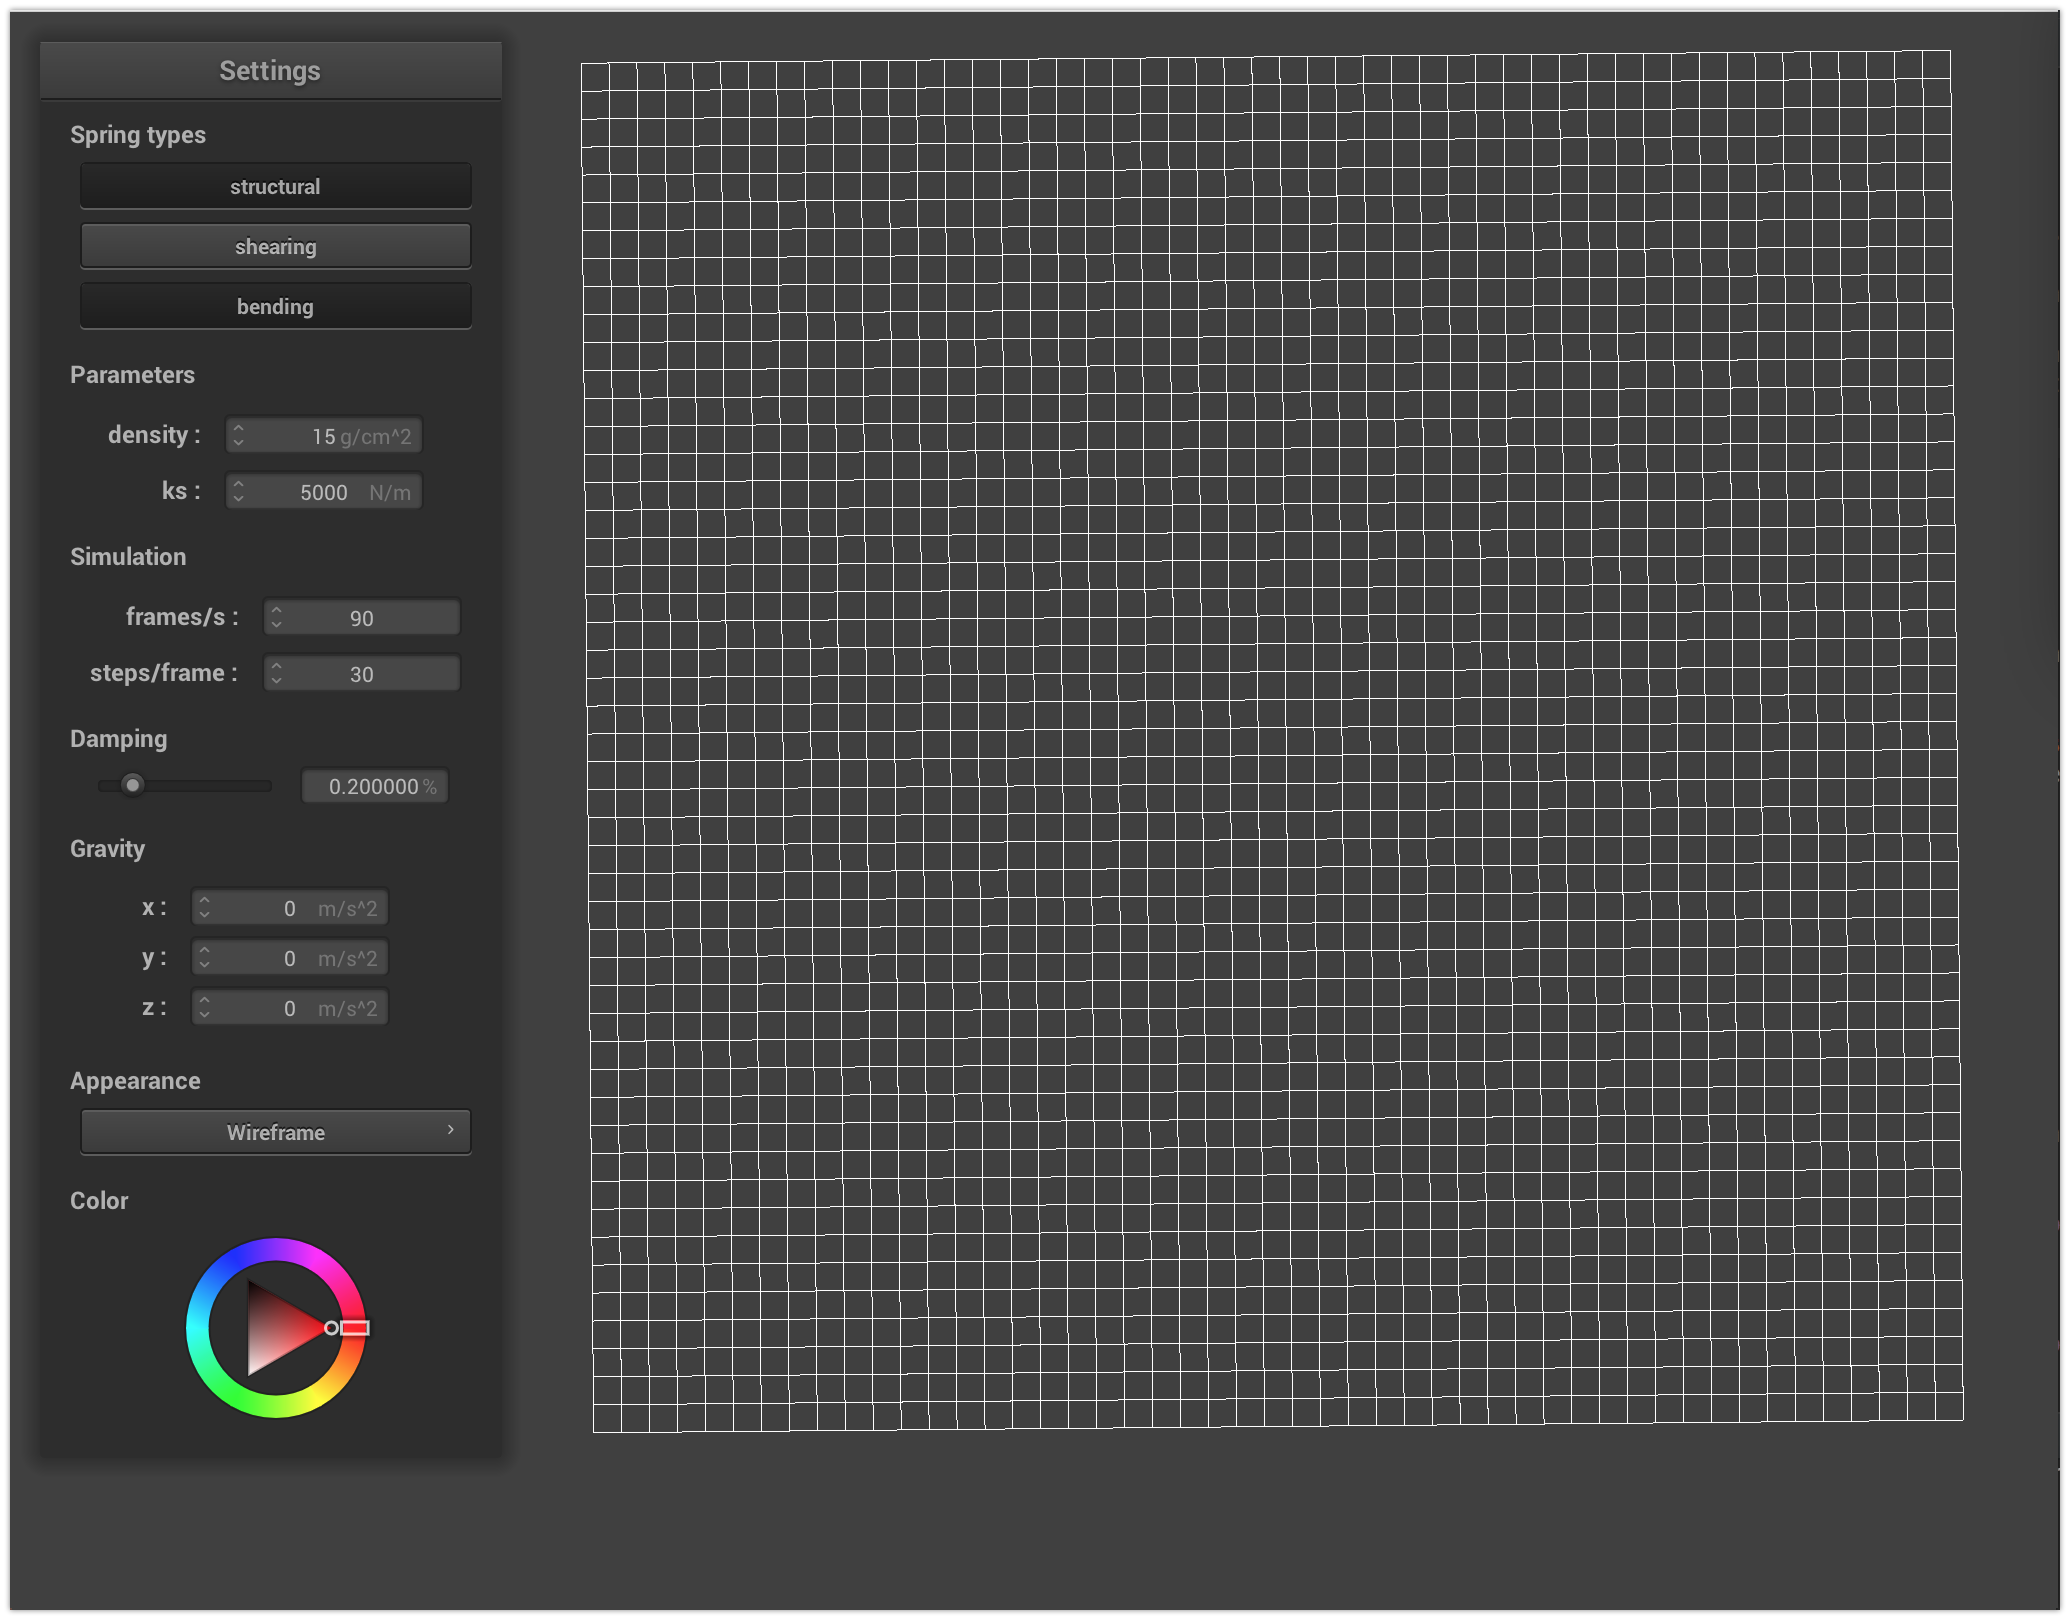 Settings
Spring types
structural
shearing
bending
Parameters
density : 15 g/cm^2
ks : 5000 N/m
Simulation
frames/s : 90
steps/frame : 30
Damping
0.200000 %
Gravity
x : 0 m/s^2
y : 0 m/s^2
z : 0 m/s^2
Appearance
Wireframe
Color